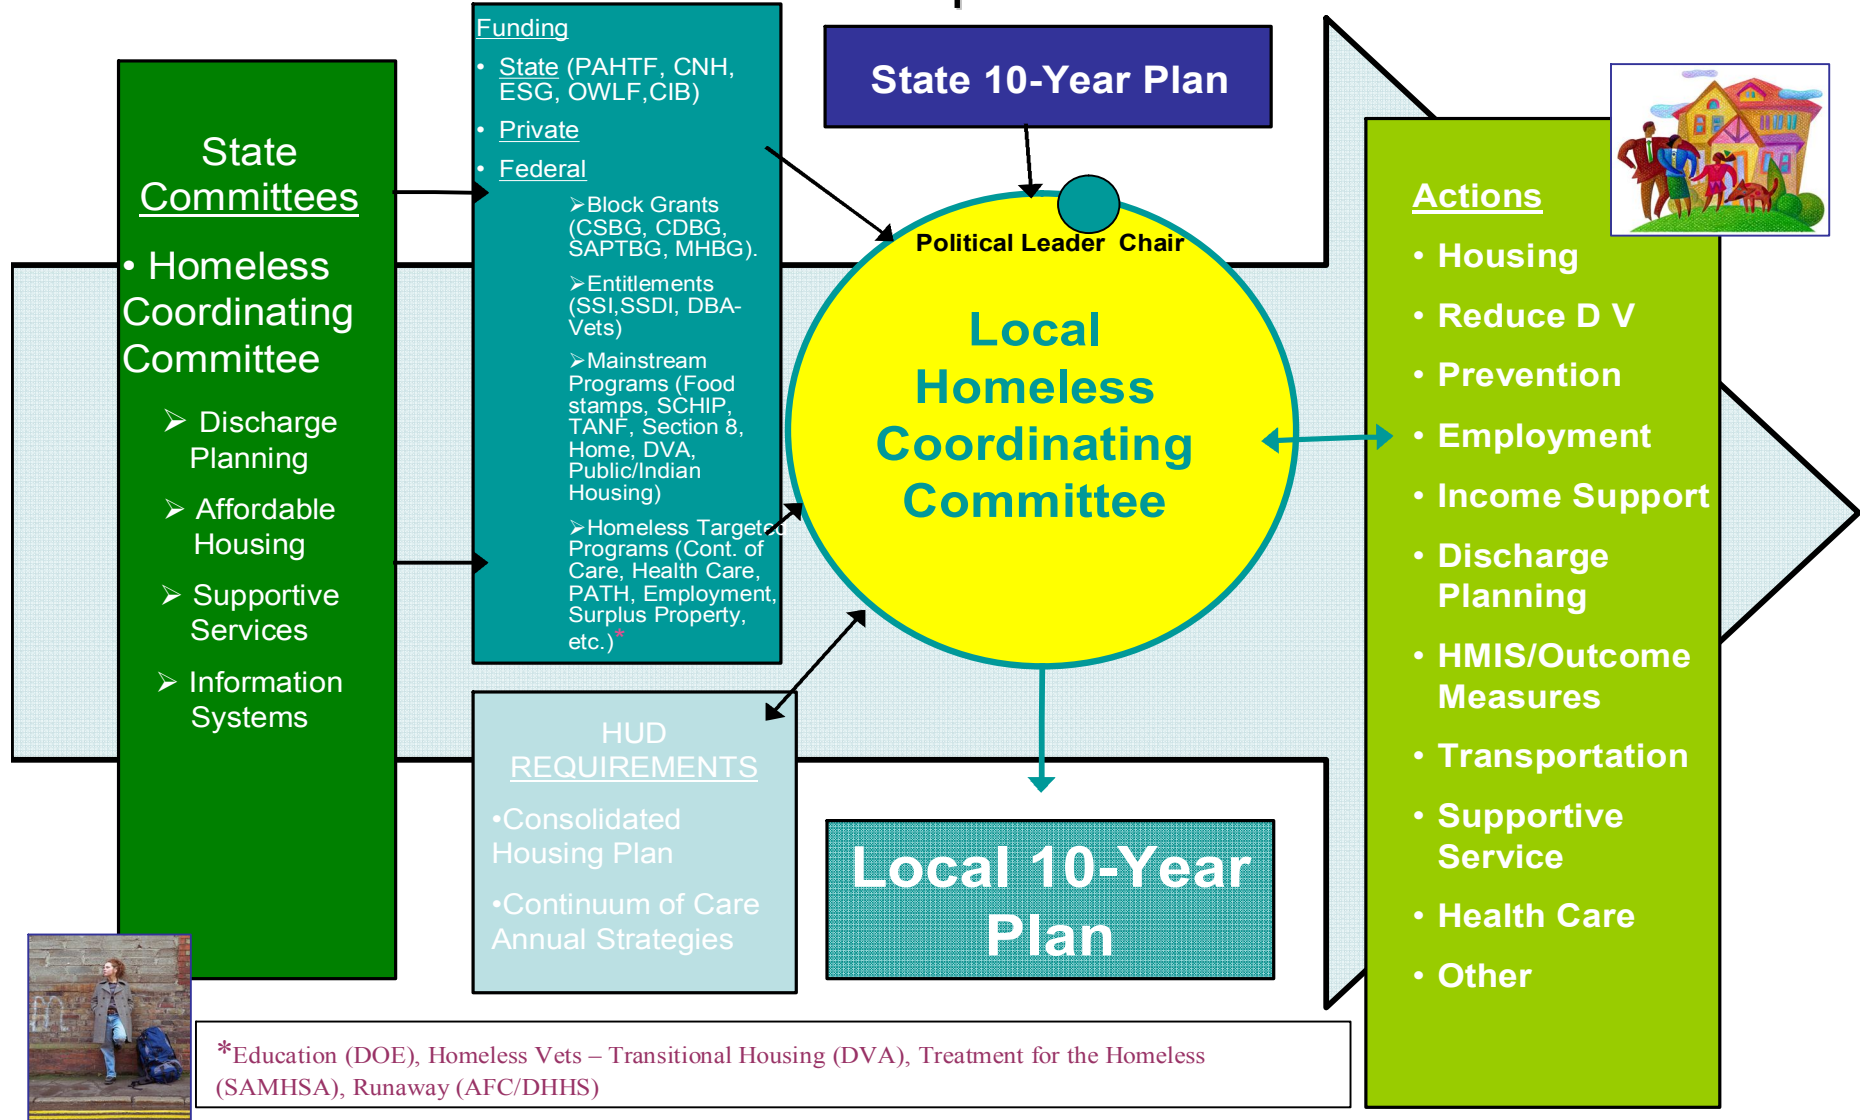 State
Committees
• Homeless
Coordinating
Committee
➢ Discharge
Planning
➢ Affordable
Housing
➢ Supportive
Services
➢ Information
Systems
Funding
• State (PAHTF, CNH,
ESG, OWLF,CIB)
• Private
• Federal
➢Block Grants
(CSBG, CDBG,
SAPTBG, MHBG).
➢Entitlements
(SSI,SSDI, DBA-
Vets)
➢Mainstream
Programs (Food
stamps, SCHIP,
TANF, Section 8,
Home, DVA,
Public/Indian
Housing)
➢Homeless Targeted
Programs (Cont. of
Care, Health Care,
PATH, Employment,
Surplus Property,
etc.)*
HUD
REQUIREMENTS
•Consolidated
Housing Plan
•Continuum of Care
Annual Strategies
State 10-Year Plan
Political Leader Chair
Local
Homeless
Coordinating
Committee
Local 10-Year
Plan
Actions
• Housing
• Reduce D V
• Prevention
• Employment
• Income Support
• Discharge
Planning
• HMIS/Outcome
Measures
• Transportation
• Supportive
Service
• Health Care
• Other
*Education (DOE), Homeless Vets – Transitional Housing (DVA), Treatment for the Homeless
(SAMHSA), Runaway (AFC/DHHS)